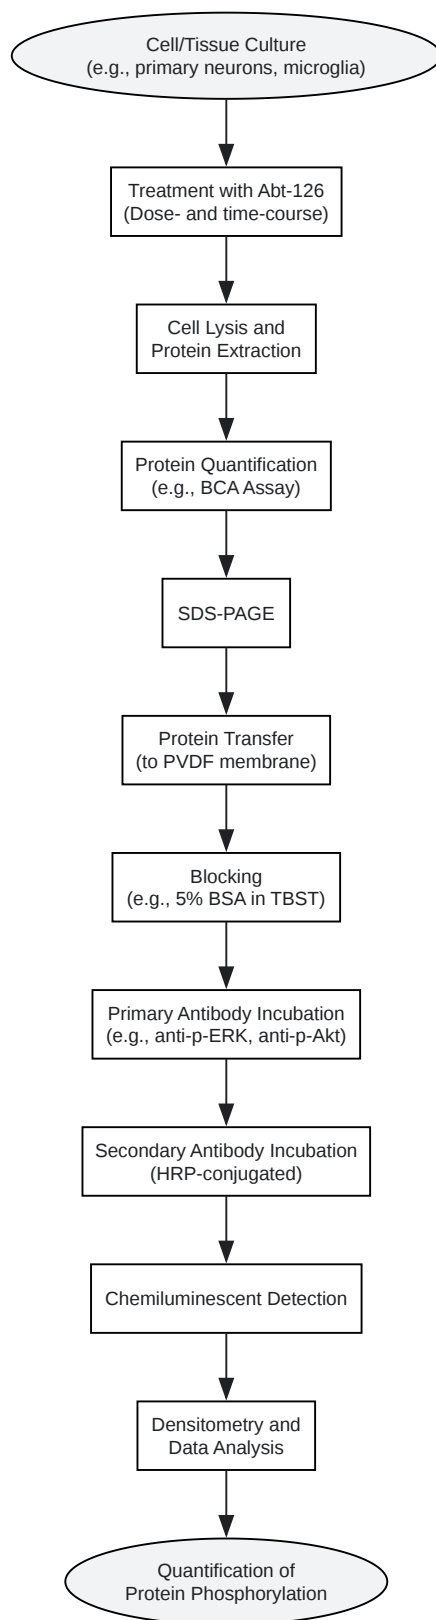 Cell/Tissue Culture
(e.g., primary neurons, microglia)
Treatment with Abt-126
(Dose- and time-course)
Cell Lysis and
Protein Extraction
Protein Quantification
(e.g., BCA Assay)
SDS-PAGE
Protein Transfer
(to PVDF membrane)
Blocking
(e.g., 5% BSA in TBST)
Primary Antibody Incubation
(e.g., anti-p-ERK, anti-p-Akt)
Secondary Antibody Incubation
(HRP-conjugated)
Chemiluminescent Detection
Densitometry and
Data Analysis
Quantification of
Protein Phosphorylation